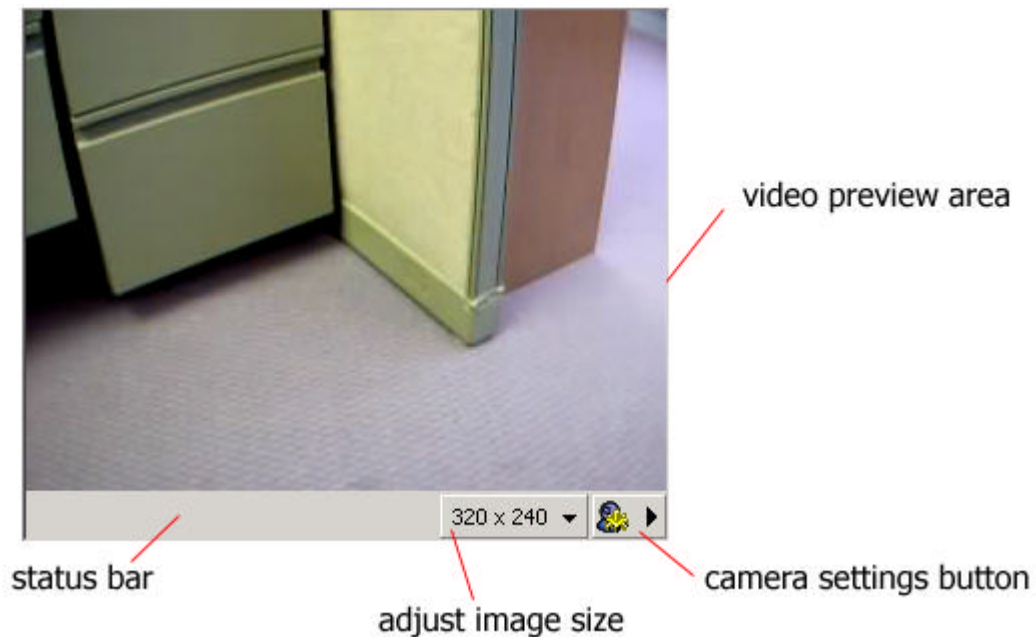 video preview area
320 x 240
status bar
camera settings button
adjust image size